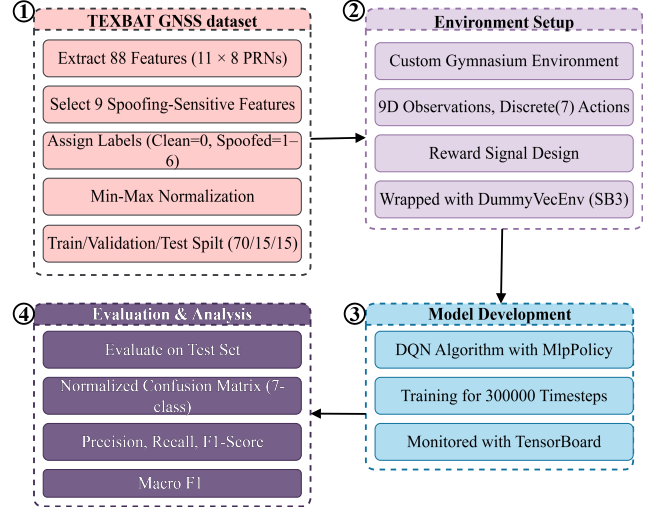 ①
TEXBAT GNSS dataset
Extract 88 Features (11 × 8 PRNs)
Select 9 Spoofing-Sensitive Features
Assign Labels (Clean=0, Spoofed=1–
6)
Min-Max Normalization
Train/Validation/Test Spilt (70/15/15)
②
Environment Setup
Custom Gymnasium Environment
9D Observations, Discrete(7) Actions
Reward Signal Design
Wrapped with DummyVecEnv (SB3)
③
Model Development
DQN Algorithm with MlpPolicy
Training for 300000 Timesteps
Monitored with TensorBoard
④
Evaluation & Analysis
Evaluate on Test Set
Normalized Confusion Matrix (7-
class)
Precision, Recall, F1-Score
Macro F1